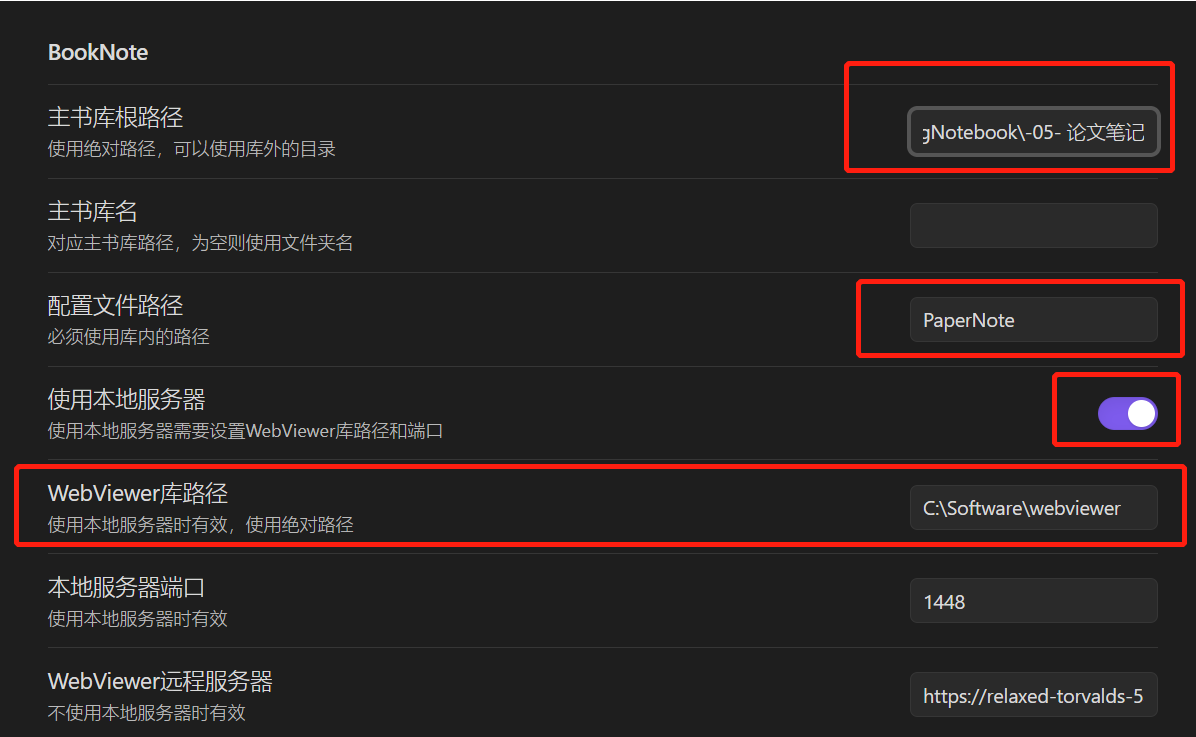 BookNote
主书库根路径
使用绝对路径，可以使用库外的目录
gNotebook\-05- 论文笔记
主书库名
对应主书库路径，为空则使用文件夹名
配置文件路径
必须使用库内的路径
PaperNote
使用本地服务器
使用本地服务器需要设置WebViewer库路径和端口
WebViewer库路径
使用本地服务器时有效，使用绝对路径
C:\Software\webviewer
本地服务器端口
使用本地服务器时有效
1448
WebViewer远程服务器
不使用本地服务器时有效
https://relaxed-torvalds-5